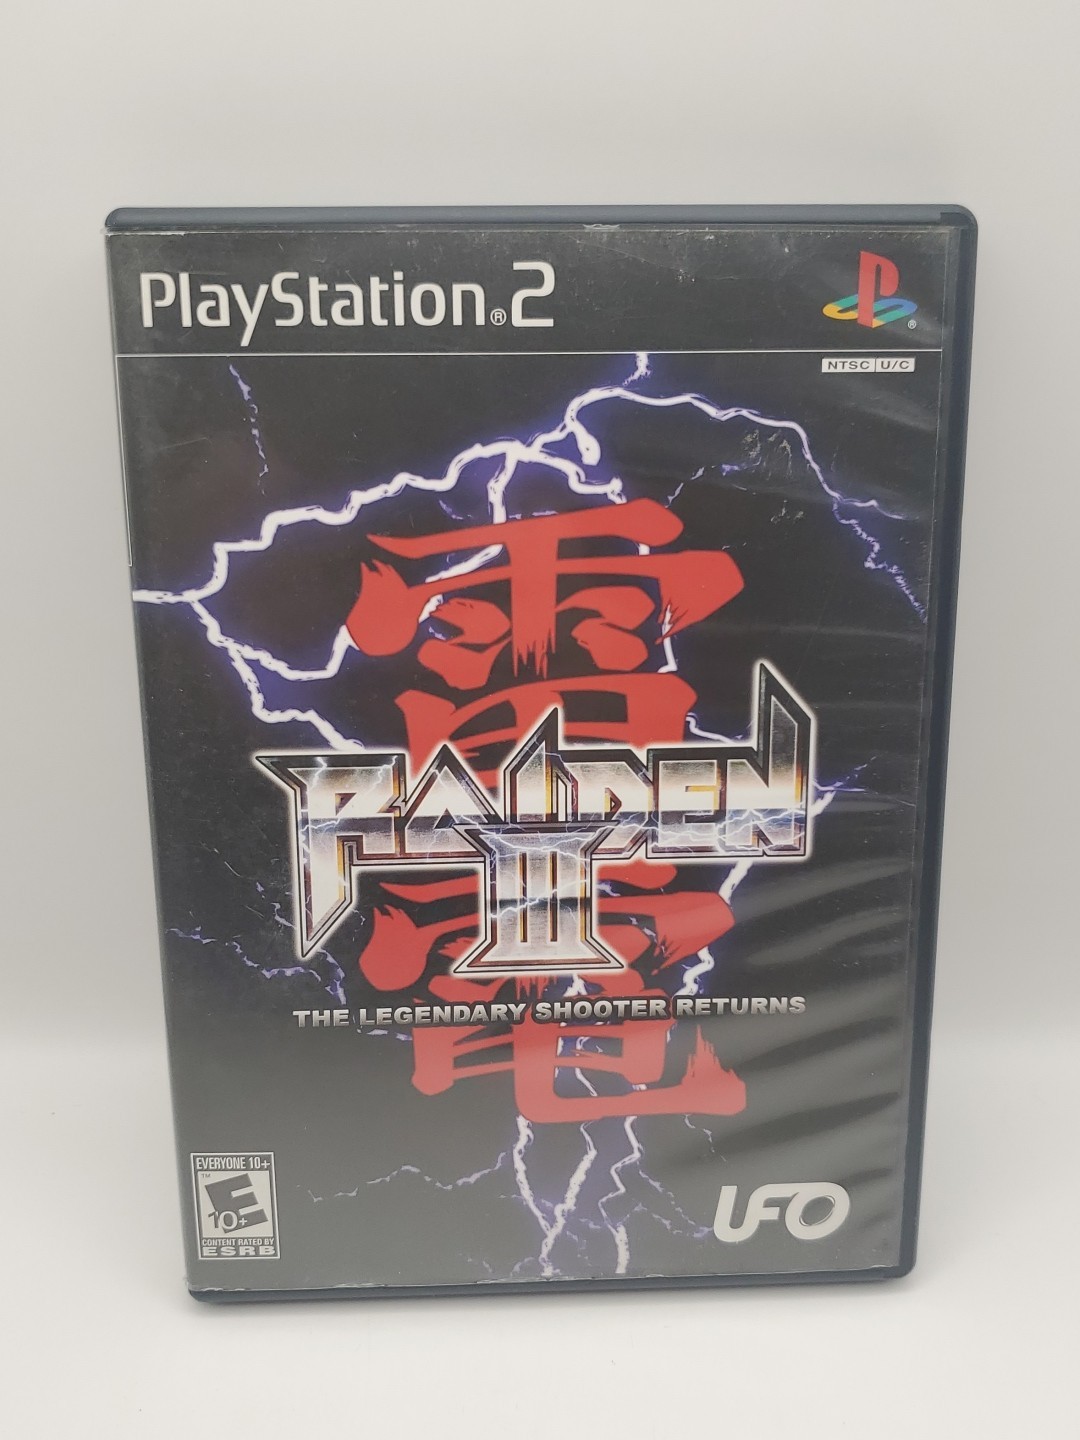 PlayStation®2
NTSC U/C
雷電
RAIDEN
III
THE LEGENDARY SHOOTER RETURNS
EVERYONE 10+
™
E
10+
CONTENT RATED BY
ESRB
UFO